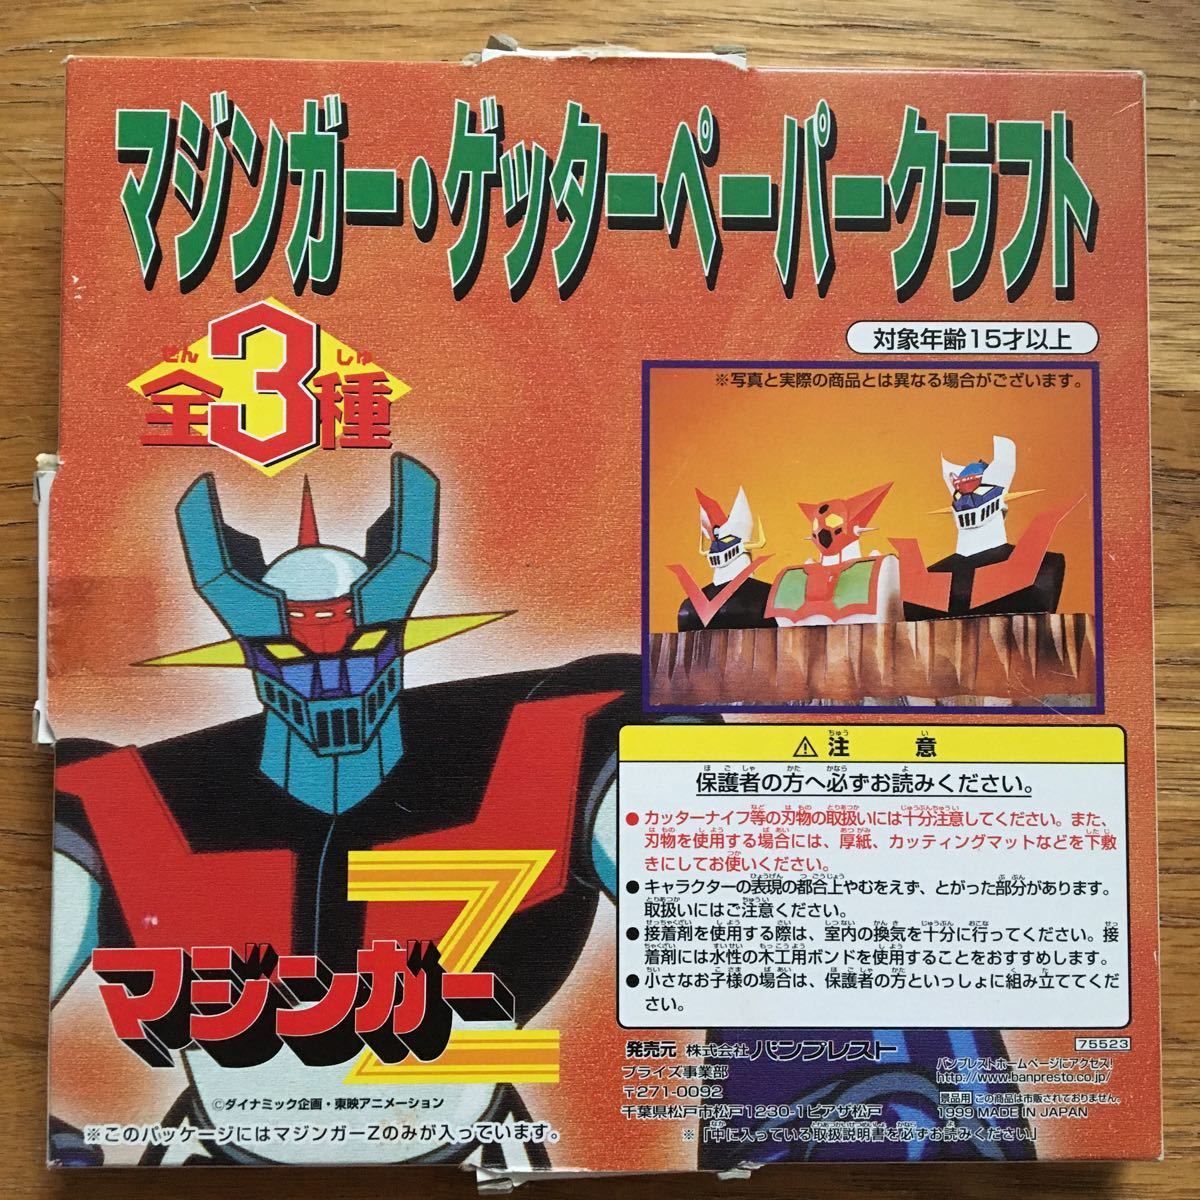 マジンガー・ゲッターペーパークラフト
ぜん しゅ
全3種
対象年齢15才以上
※写真と実際の商品とは異なる場合がございます。
⚠注意
ちゅう い
保護者の方へ必ずお読みください。
ほごしゃ かた かなら よ
●カッターナイフ等の刃物の取扱いには十分注意してください。また、
刃物を使用する場合には、厚紙、カッティングマットなどを下敷
きにしてお使いください。
●キャラクターの表現の都合上やむをえず、とがった部分があります。
取扱いにはご注意ください。
●接着剤を使用する際は、室内の換気を十分に行ってください。接
着剤には水性の木工用ボンドを使用することをおすすめします。
●小さなお子様の場合は、保護者の方といっしょに組み立ててくだ
さい。
マジンガーZ
©ダイナミック企画・東映アニメーション
※このパッケージにはマジンガーZのみが入っています。
発売元 株式会社バンプレスト
プライズ事業部
〒271-0092
千葉県松戸市松戸1230-1ピアザ松戸
75523
バンプレストホームページにアクセス!
http://www.banpresto.co.jp/
景品用 この商品は市販されておりません。
1999 MADE IN JAPAN
※「中に入っている取扱説明書を必ずお読みください」